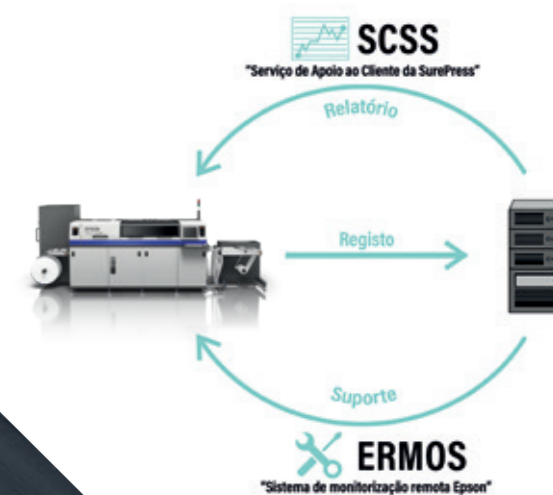 SCSS
"Serviço de Apoio ao Cliente da SurePress"
Relatório
Registo
Suporte
ERMOS
"Sistema de monitorização remota Epson"